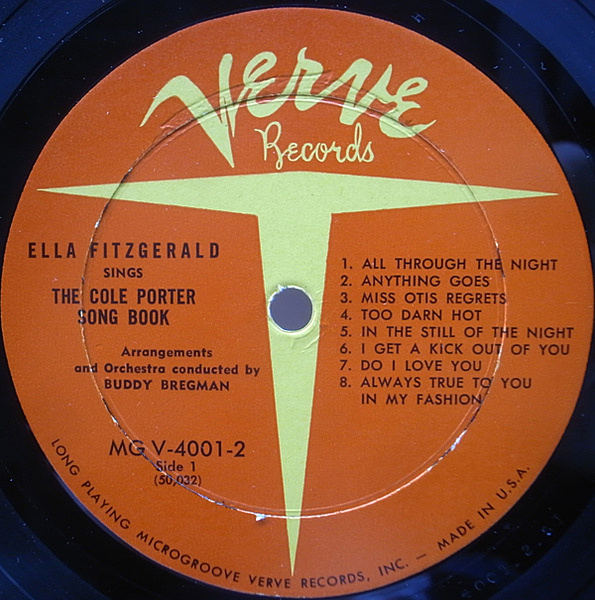 Verve
Records
ELLA FITZGERALD
SINGS
THE COLE PORTER
SONG BOOK
Arrangements
and Orchestra conducted by
BUDDY BREGMAN
MG V-4001-2
Side 1
(50,032)
1. ALL THROUGH THE NIGHT
2. ANYTHING GOES
3. MISS OTIS REGRETS
4. TOO DARN HOT
5. IN THE STILL OF THE NIGHT
6. I GET A KICK OUT OF YOU
7. DO I LOVE YOU
8. ALWAYS TRUE TO YOU
IN MY FASHION
LONG PLAYING MICROGROOVE VERVE RECORDS, INC. — MADE IN U.S.A.